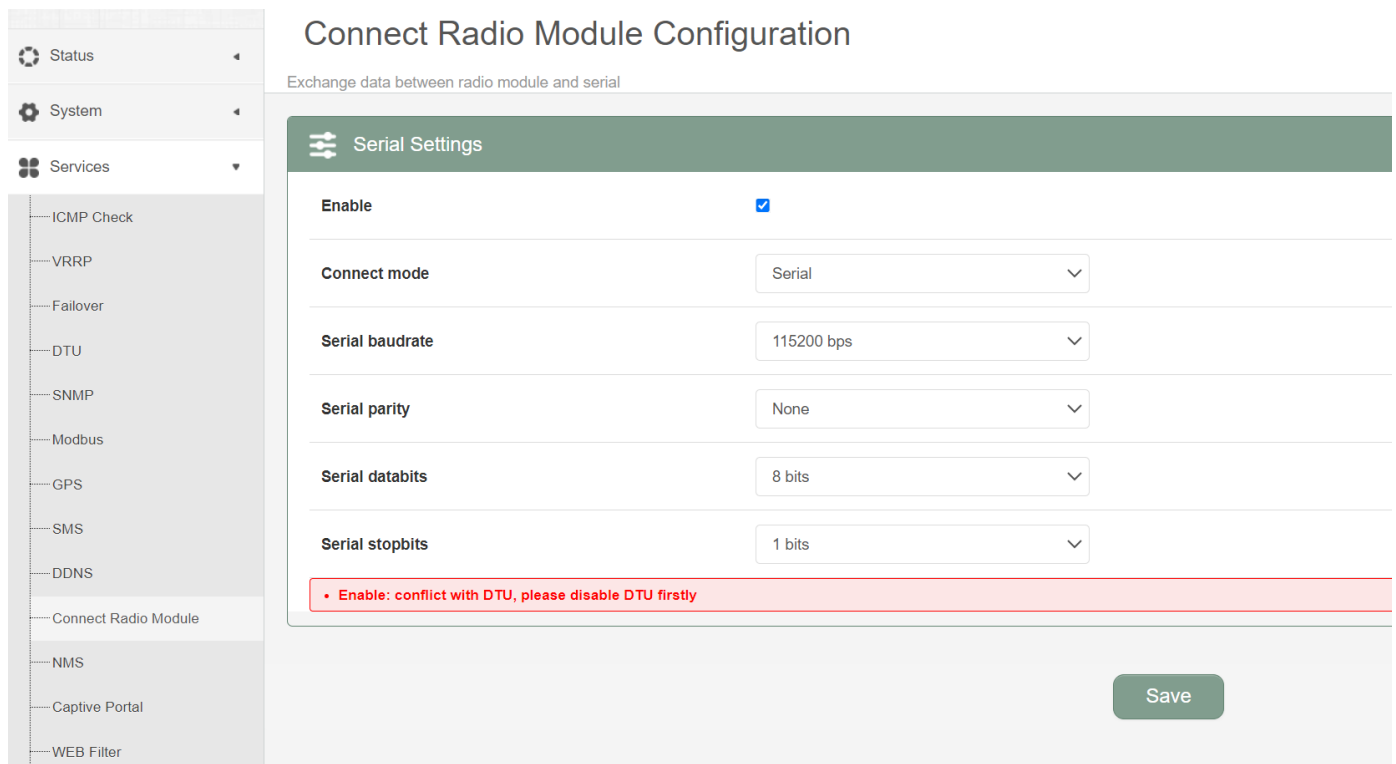 Connect Radio Module Configuration
Exchange data between radio module and serial
Status
System
Services
ICMP Check
VRRP
Failover
DTU
SNMP
Modbus
GPS
SMS
DDNS
Connect Radio Module
NMS
Captive Portal
WEB Filter
Serial Settings
Enable
Connect mode Serial
Serial baudrate 115200 bps
Serial parity None
Serial databits 8 bits
Serial stopbits 1 bits
• Enable: conflict with DTU, please disable DTU firstly
Save